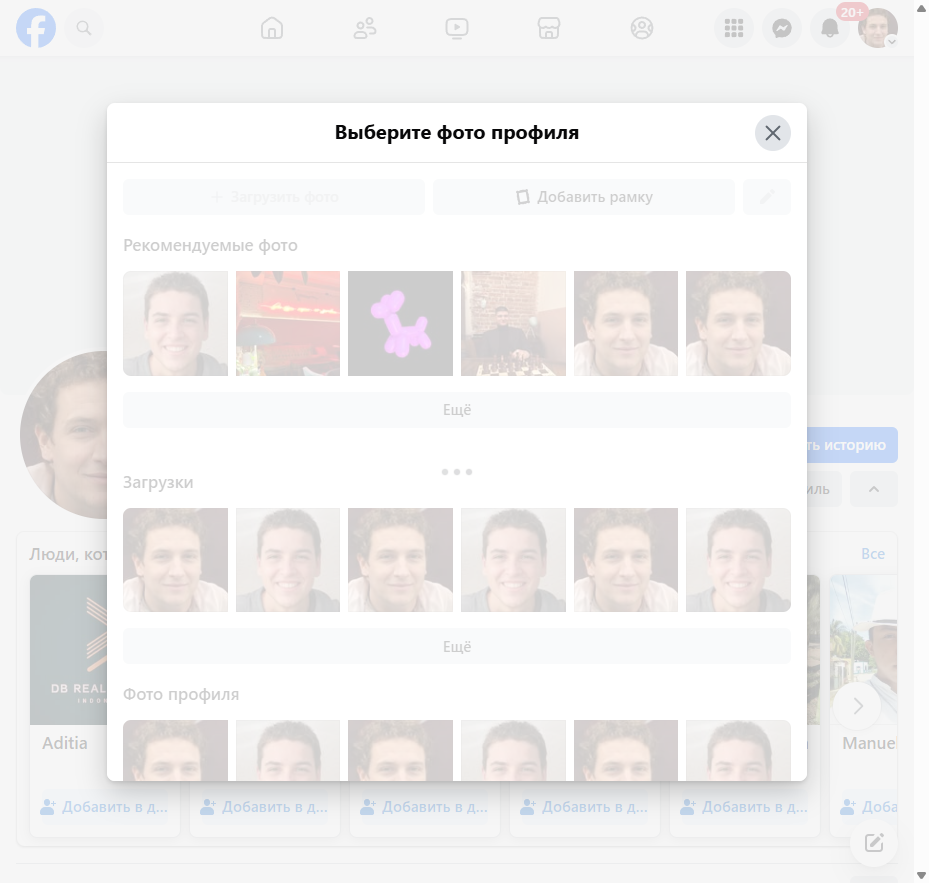 20+
Выберите фото профиля
+ Загрузить фото
Добавить рамку
Рекомендуемые фото
Ещё
ть историю
Загрузки
иль
Люди, кот
Все
DB REAL
Ещё
Фото профиля
Aditia
Manuel
Добавить в д...
Добавить в д...
Добавить в д...
Добавить в д...
Добавить в д...
Доба